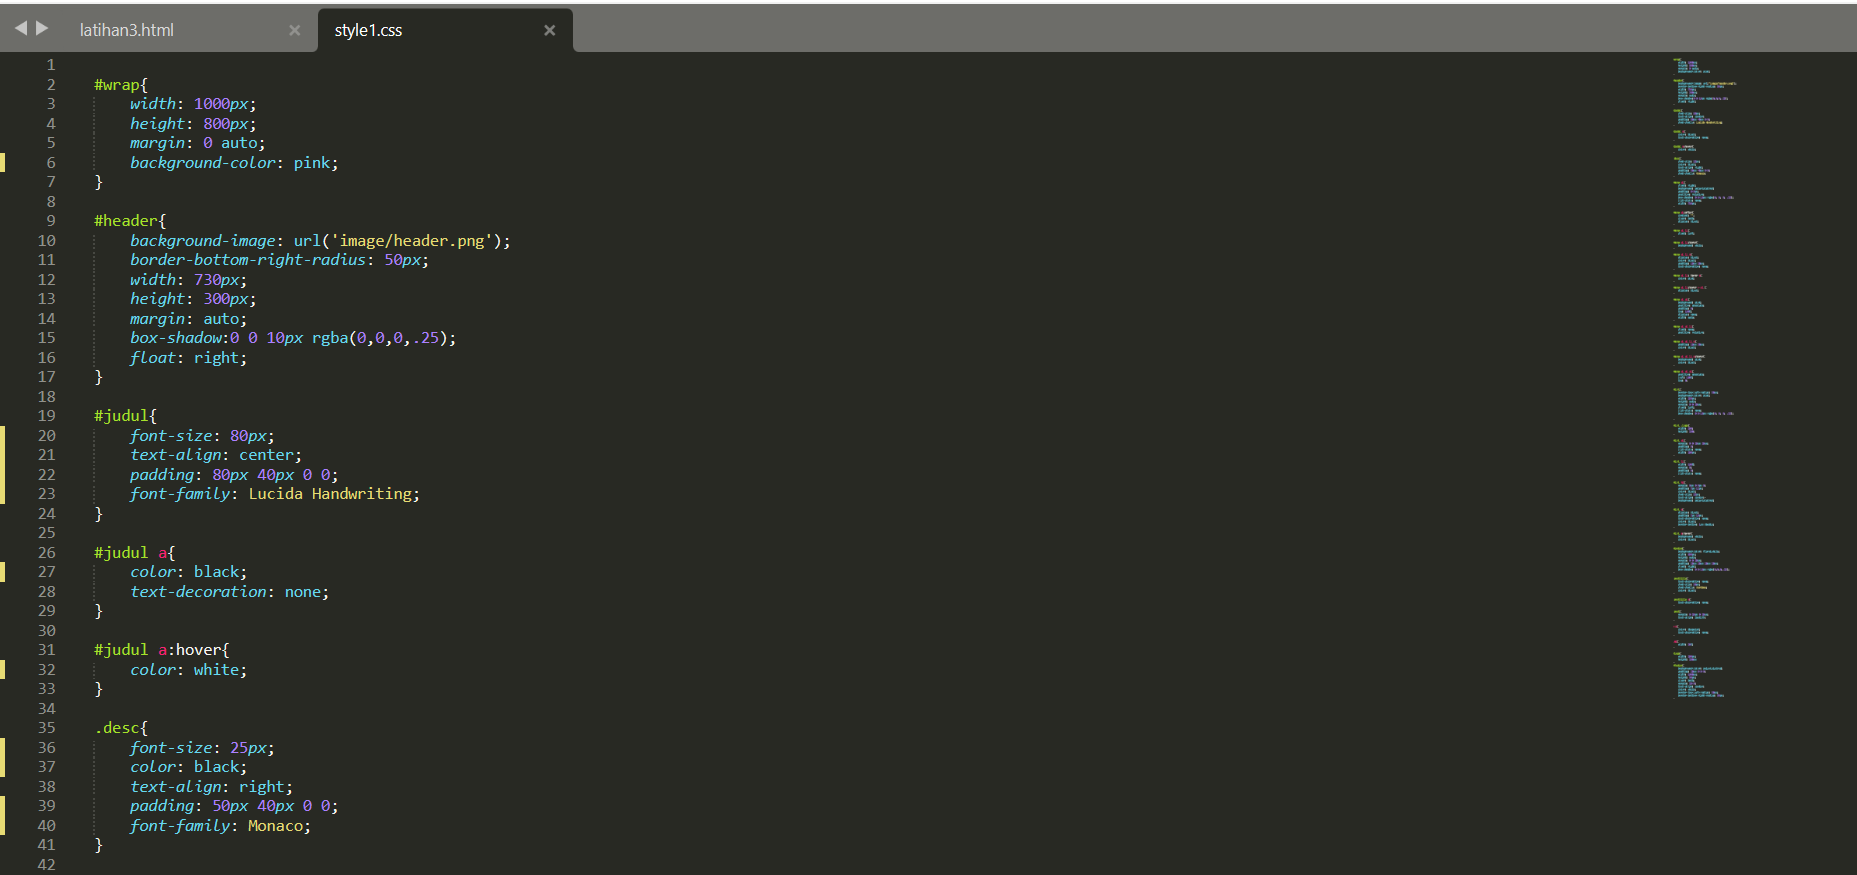 latihan3.html × style1.css ×
1
2 #wrap{
3 width: 1000px;
4 height: 800px;
5 margin: 0 auto;
6 background-color: pink;
7 }
8
9 #header{
10 background-image: url('image/header.png');
11 border-bottom-right-radius: 50px;
12 width: 730px;
13 height: 300px;
14 margin: auto;
15 box-shadow:0 0 10px rgba(0,0,0,.25);
16 float: right;
17 }
18
19 #judul{
20 font-size: 80px;
21 text-align: center;
22 padding: 80px 40px 0 0;
23 font-family: Lucida Handwriting;
24 }
25
26 #judul a{
27 color: black;
28 text-decoration: none;
29 }
30
31 #judul a:hover{
32 color: white;
33 }
34
35 .desc{
36 font-size: 25px;
37 color: black;
38 text-align: right;
39 padding: 50px 40px 0 0;
40 font-family: Monaco;
41 }
42